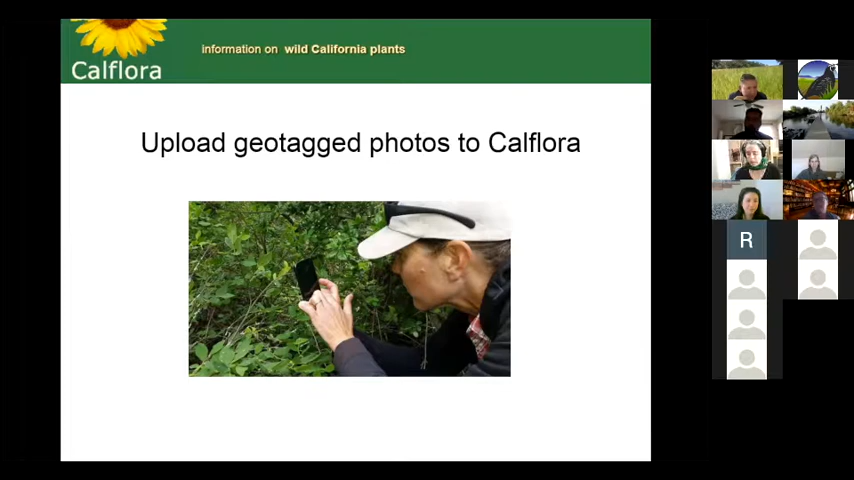 Calflora
information on wild California plants
Upload geotagged photos to Calflora
R